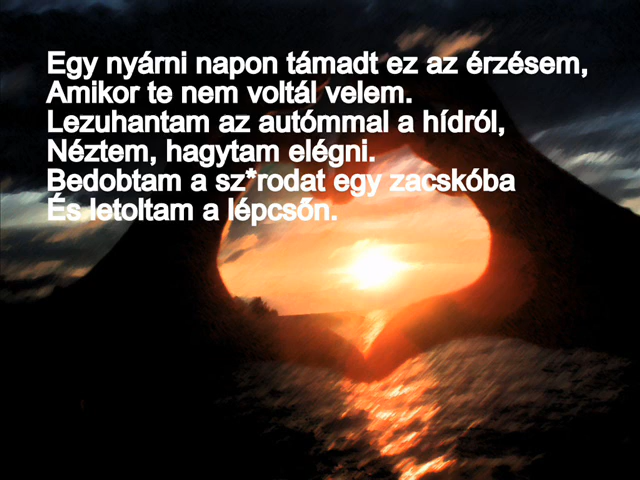 Egy nyárni napon támadt ez az érzésem,
Amikor te nem voltál velem.
Lezuhantam az autómmal a hídról,
Néztem, hagytam elégni.
Bedobtam a sz*rodat egy zacskóba
És letoltam a lépcsőn.